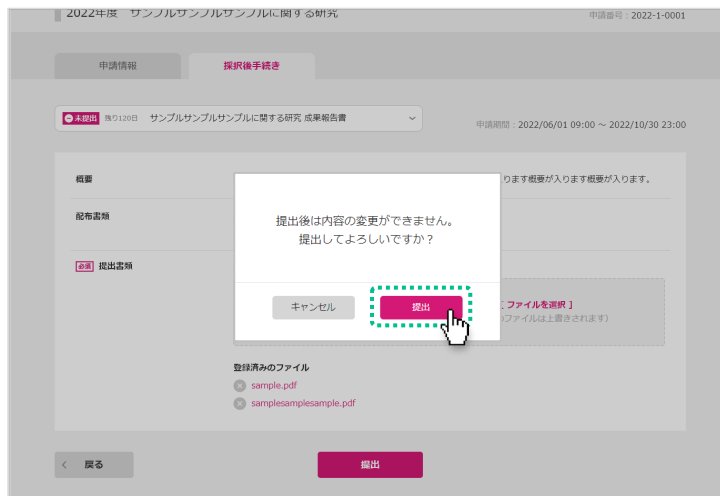 2022年度　サンプルサンプルサンプルに関する研究
申請番号：2022-1-0001
申請情報
採択後手続き
未提出 残り120日 サンプルサンプルサンプルに関する研究 成果報告書
申請期間：2022/06/01 09:00 ～ 2022/10/30 23:00
概要
ります概要が入ります概要が入ります。
配布書類
提出後は内容の変更ができません。
提出してよろしいですか？
必須 提出書類
キャンセル
提出
[ ファイルを選択 ]
ファイルは上書きされます)
登録済みのファイル
sample.pdf
samplesamplesample.pdf
戻る
提出